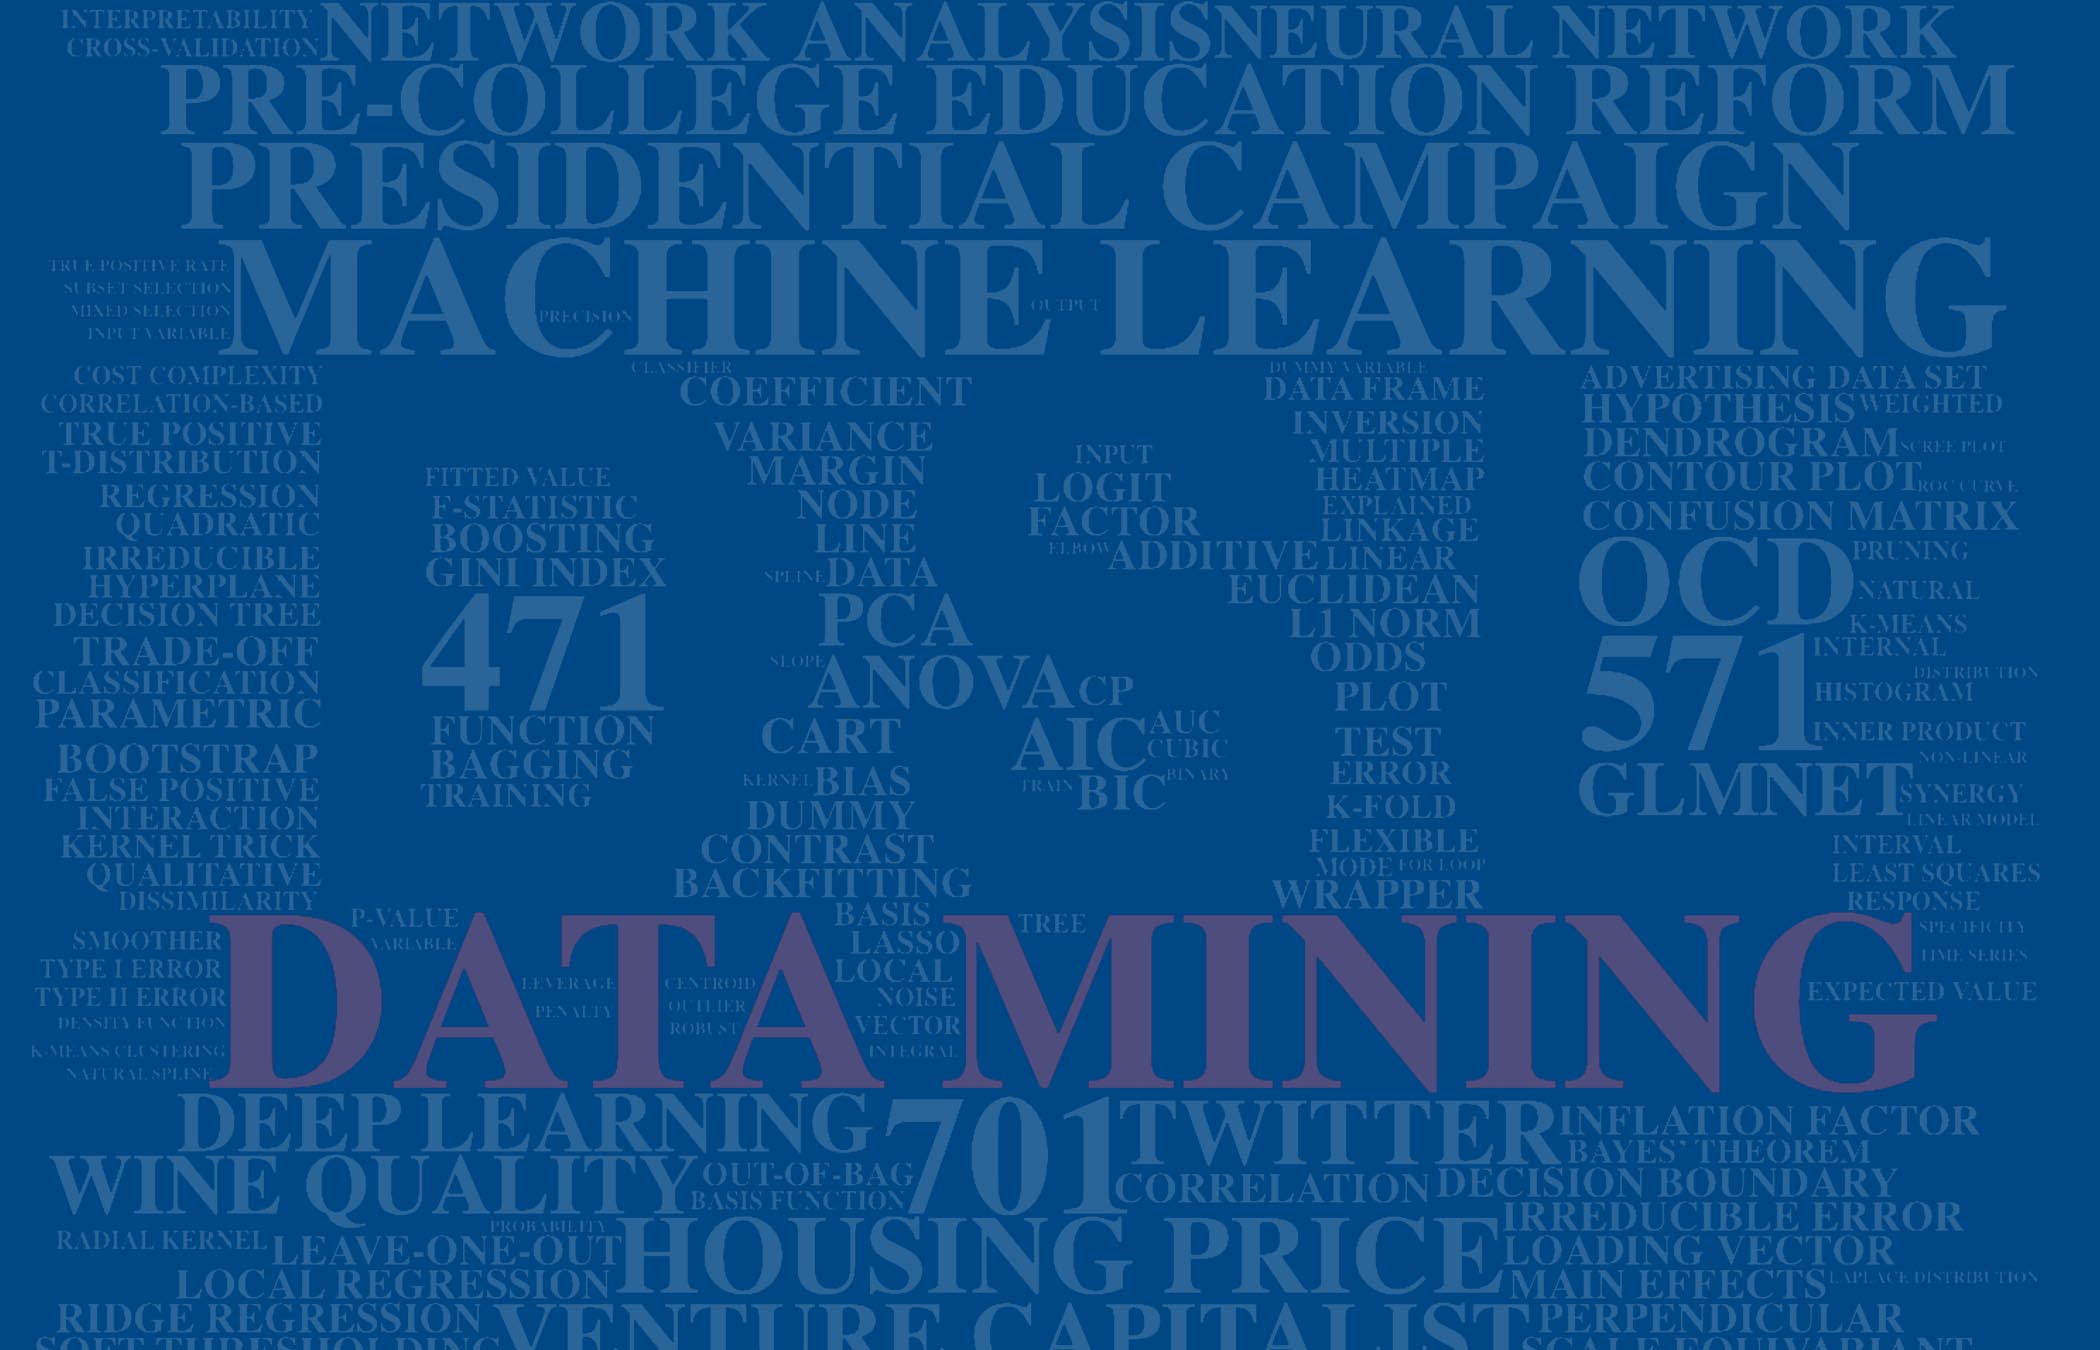 INTERPRETABILITY
CROSS-VALIDATION
NETWORK ANALYSIS NEURAL NETWORK
PRE-COLLEGE EDUCATION REFORM
PRESIDENTIAL CAMPAIGN
MACHINE LEARNING
TRUE POSITIVE RATE
SUBSET SELECTION
MIXED SELECTION
INPUT VARIABLE
PRECISION
OUTPUT
COST COMPLEXITY
CORRELATION-BASED
TRUE POSITIVE
T-DISTRIBUTION
REGRESSION
QUADRATIC
IRREDUCIBLE
HYPERPLANE
DECISION TREE
TRADE-OFF
CLASSIFICATION
PARAMETRIC
BOOTSTRAP
FALSE POSITIVE
INTERACTION
KERNEL TRICK
QUALITATIVE
DISSIMILARITY
FITTED VALUE
F-STATISTIC
BOOSTING
GINI INDEX
471
FUNCTION
BAGGING
TRAINING
CLASSIFIER
COEFFICIENT
VARIANCE
MARGIN
NODE
LINE
SPLINE DATA
PCA
SLOPE ANOVA CP
CART
KERNEL BIAS
DUMMY
CONTRAST
BACKFITTING
INPUT
LOGIT
FACTOR
ELBOW ADDITIVE LINEAR
AIC AUC
CUBIC
TRAIN BIC BINARY
DUMMY VARIABLE
DATA FRAME
INVERSION
MULTIPLE
HEATMAP
EXPLAINED
LINKAGE
EUCLIDEAN
L1 NORM
ODDS
PLOT
TEST
ERROR
K-FOLD
FLEXIBLE
MODE FOR LOOP
WRAPPER
ADVERTISING DATA SET
HYPOTHESIS WEIGHTED
DENDROGRAM SCREE PLOT
CONTOUR PLOT ROC CURVE
CONFUSION MATRIX
OCD PRUNING
NATURAL
K-MEANS
571 INTERNAL
DISTRIBUTION
HISTOGRAM
INNER PRODUCT
NON-LINEAR
GLMNET SYNERGY
LINEAR MODEL
INTERVAL
LEAST SQUARES
RESPONSE
SMOOTHER
TYPE I ERROR
TYPE II ERROR
DENSITY FUNCTION
K-MEANS CLUSTERING
NATURAL SPLINE
DATA MINING
P-VALUE
VARIABLE
LEVERAGE
PENALTY
CENTROID
OUTLIER
ROBUST
BASIS
LASSO
LOCAL
NOISE
VECTOR
INTEGRAL
TREE
SPECIFICITY
TIME SERIES
EXPECTED VALUE
DEEP LEARNING 701 TWITTER INFLATION FACTOR
BAYES' THEOREM
WINE QUALITY OUT-OF-BAG
BASIS FUNCTION
CORRELATION DECISION BOUNDARY
PROBABILITY
RADIAL KERNEL LEAVE-ONE-OUT HOUSING PRICE IRREDUCIBLE ERROR
LOADING VECTOR
LOCAL REGRESSION MAIN EFFECTS LAPLACE DISTRIBUTION
RIDGE REGRESSION VENTURE CAPITALIST PERPENDICULAR
SOFT THRESHOLDING SCALE EQUIVARIANT